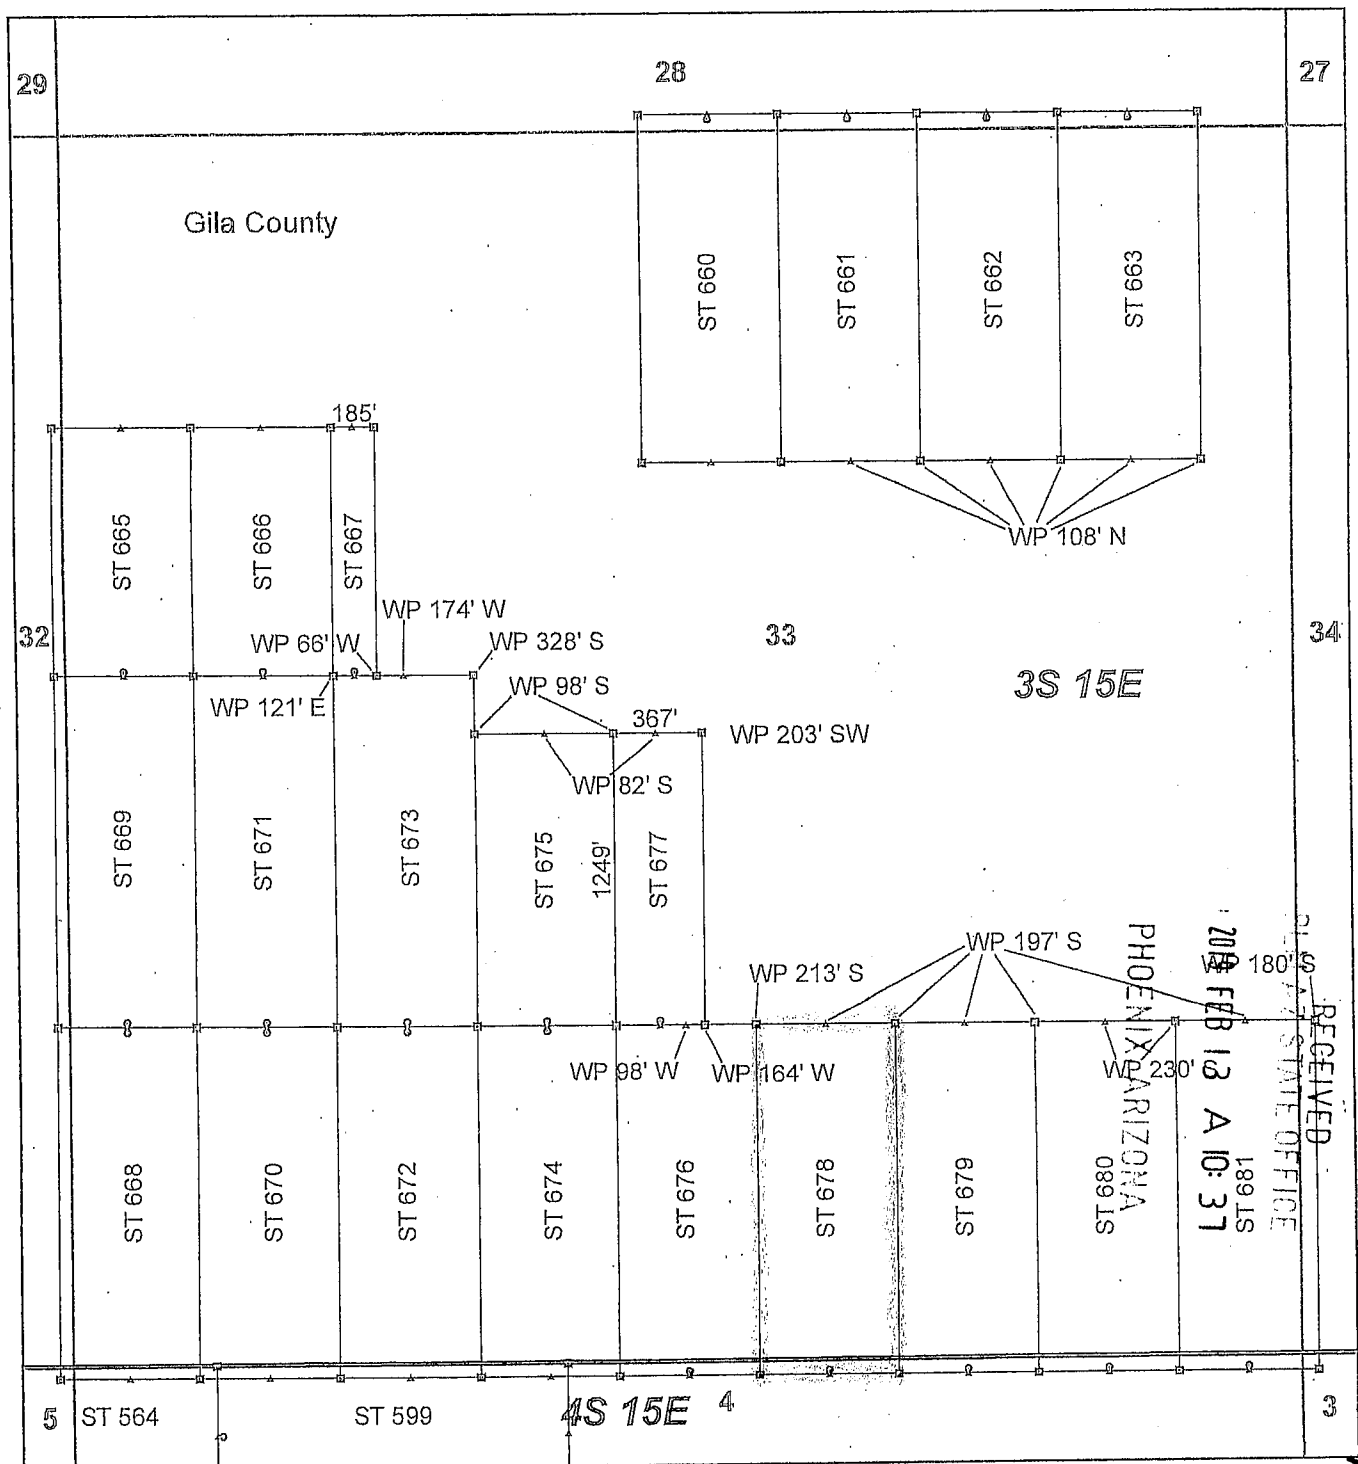 29
28
27
Gila County
ST 660
ST 661
ST 662
ST 663
185'
ST 665
ST 666
ST 667
WP 108' N
WP 174' W
32
WP 66' W
WP 328' S
33
34
3S 15E
WP 98' S
WP 121' E
367'
WP 203' SW
WP 82' S
ST 669
ST 671
ST 673
ST 675
1249'
ST 677
WP 197' S
WP 213' S
WP 180' S
WP 98' W
WP 164' W
WP 230' S
ST 668
ST 670
ST 672
ST 674
ST 676
ST 678
ST 679
ST 680
ST 681
RECEIVED
STATE OFFICE
FEB 13 A 10: 37
PHOENIX, ARIZONA
5
ST 564
ST 599
4S 15E
4
3